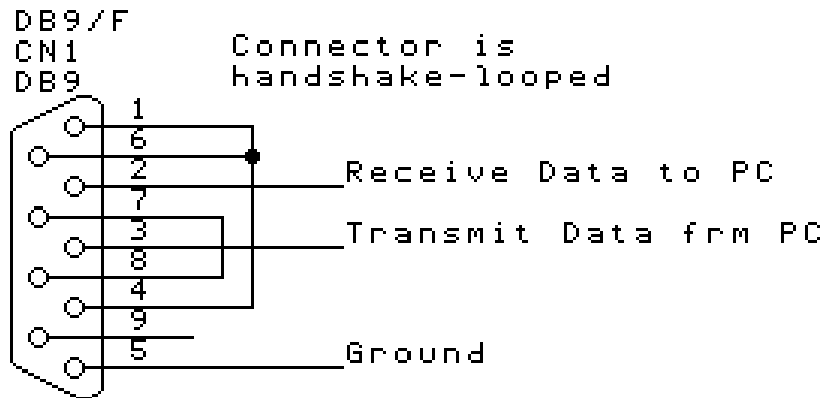 DB9/F
CN1
DB9
Connector is
handshake-looped
1
6
2
Receive Data to PC
7
3
Transmit Data frm PC
8
4
9
5
Ground